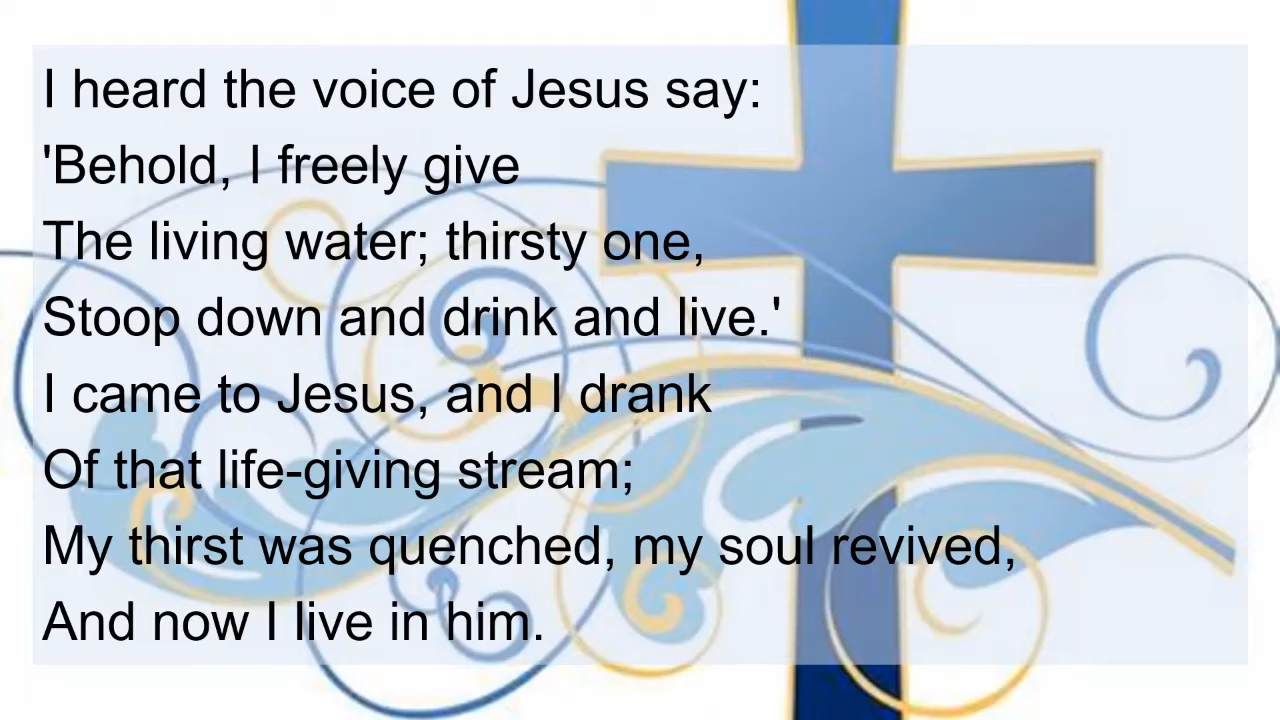 I heard the voice of Jesus say:
'Behold, I freely give
The living water; thirsty one,
Stoop down and drink and live.'
I came to Jesus, and I drank
Of that life-giving stream;
My thirst was quenched, my soul revived,
And now I live in him.